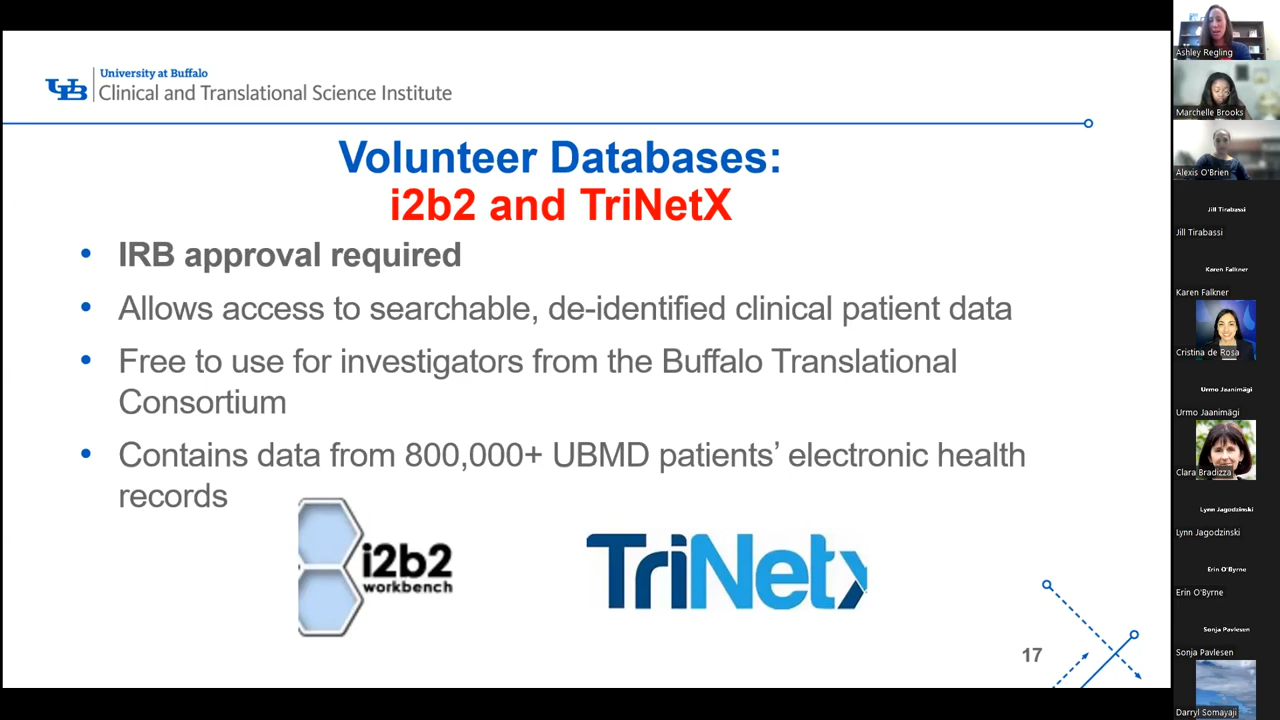 University at Buffalo
UB
Clinical and Translational Science Institute
Volunteer Databases:
i2b2 and TriNetX
• IRB approval required
• Allows access to searchable, de-identified clinical patient data
• Free to use for investigators from the Buffalo Translational
Consortium
• Contains data from 800,000+ UBMD patients’ electronic health
records
i2b2
workbench
TriNetX
17
Ashley Regling
Marchelle Brooks
Alexis O'Brien
Jill Tirabassi
Jill Tirabassi
Karen Falkner
Karen Falkner
Cristina de Rosa
Urmo Jaanimägi
Urmo Jaanimägi
Clara Bradizza
Lynn Jagodzinski
Lynn Jagodzinski
Erin O'Byrne
Erin O'Byrne
Sonja Pavlesen
Sonja Pavlesen
Darryl Somayaji